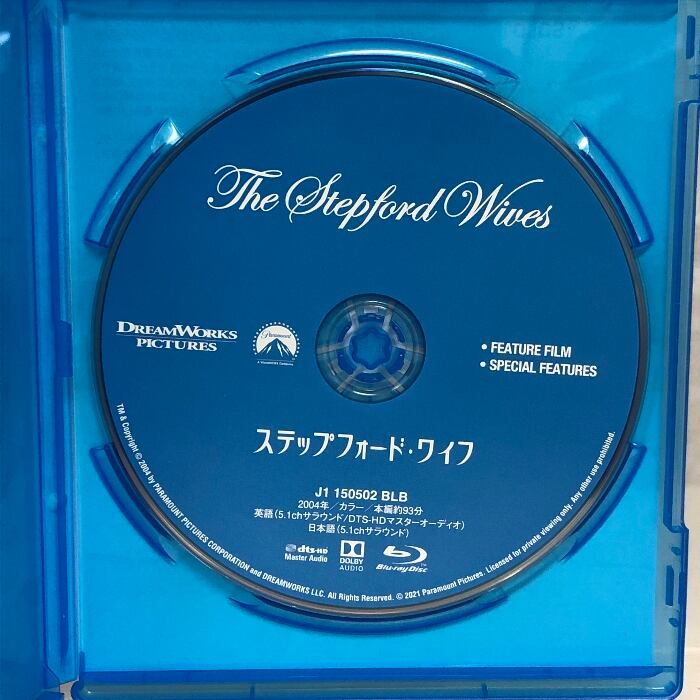 The Stepford Wives
DREAMWORKS
PICTURES
Paramount
A Viacom Company
• FEATURE FILM
• SPECIAL FEATURES
ステップフォード・ワイフ
J1 150502 BLB
2004年／カラー／本編約93分
英語（5.1chサラウンド/DTS-HDマスターオーディオ）
日本語（5.1chサラウンド）
dts-HD
Master Audio
DOLBY
AUDIO
Blu-ray Disc
TM & Copyright © 2004 by PARAMOUNT PICTURES CORPORATION and DREAMWORKS LLC. All Rights Reserved. © 2021 Paramount Pictures. Licensed for private viewing only. Any other use prohibited.